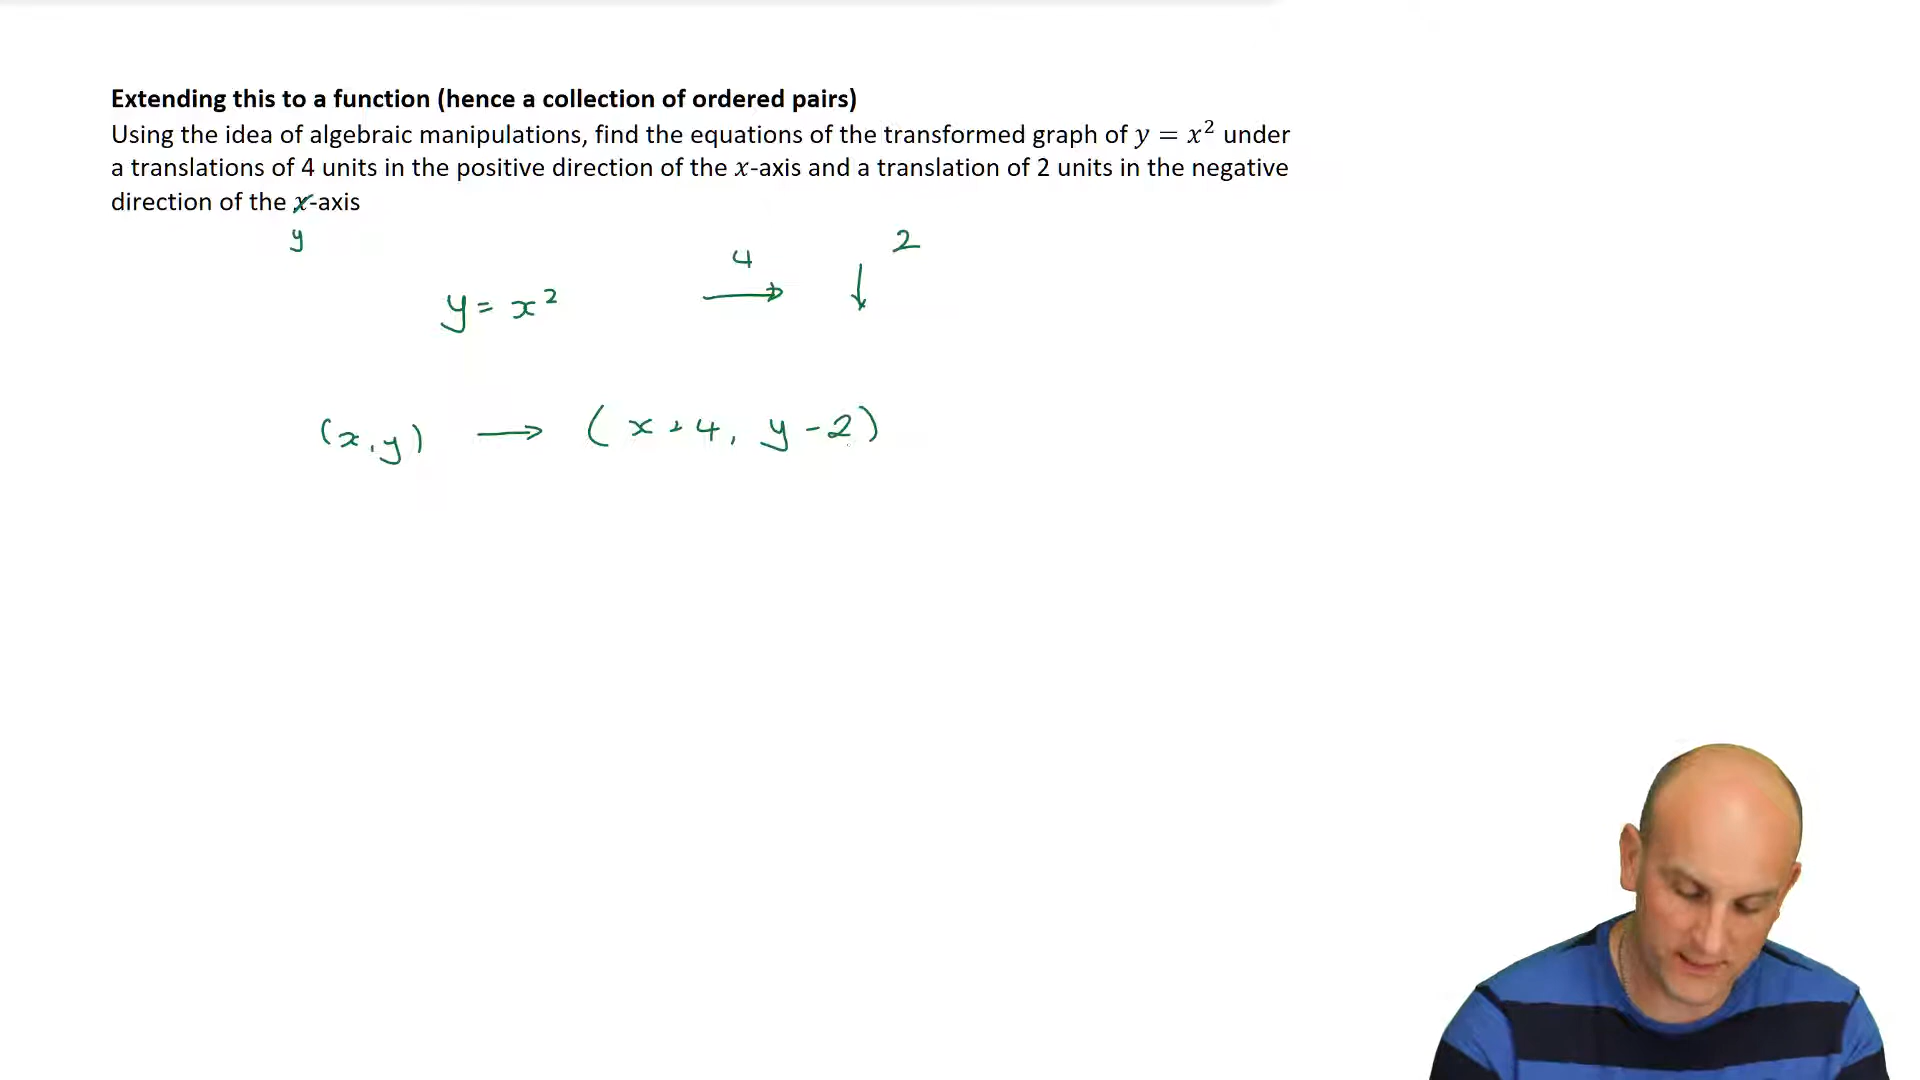 Extending this to a function (hence a collection of ordered pairs)
Using the idea of algebraic manipulations, find the equations of the transformed graph of y = x² under
a translations of 4 units in the positive direction of the x-axis and a translation of 2 units in the negative
direction of the x-axis
y
4
2
y = x²
→
↓
(x, y) → (x + 4, y - 2)